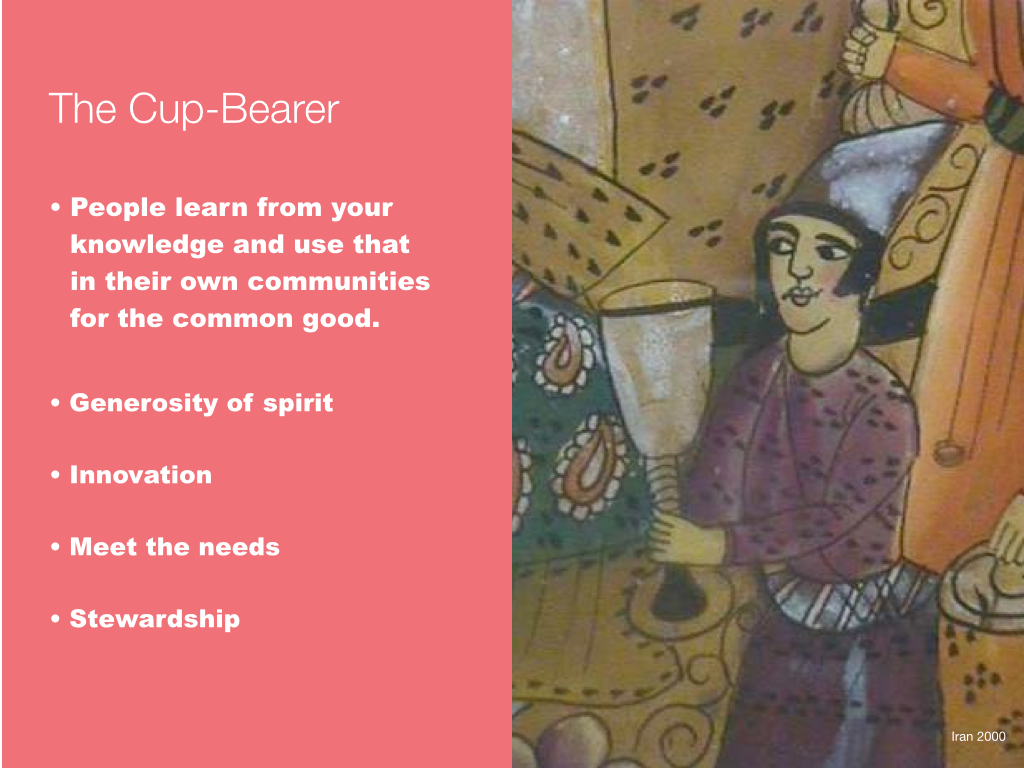 The Cup-Bearer
• People learn from your
knowledge and use that
in their own communities
for the common good.
• Generosity of spirit
• Innovation
• Meet the needs
• Stewardship
Iran 2000